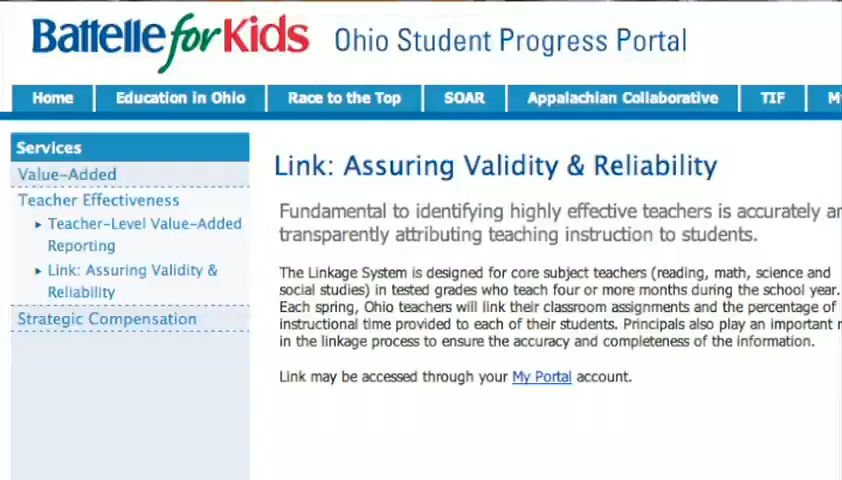 Battelle for Kids Ohio Student Progress Portal
Home Education in Ohio Race to the Top SOAR Appalachian Collaborative TIF
Services
Value-Added
Teacher Effectiveness
Teacher-Level Value-Added
Reporting
Link: Assuring Validity &
Reliability
Strategic Compensation
Link: Assuring Validity & Reliability
Fundamental to identifying highly effective teachers is accurately
transparently attributing teaching instruction to students.
The Linkage System is designed for core subject teachers (reading, math, science and
social studies) in tested grades who teach four or more months during the school year.
Each spring, Ohio teachers will link their classroom assignments and the percentage of
instructional time provided to each of their students. Principals also play an important
in the linkage process to ensure the accuracy and completeness of the information.
Link may be accessed through your My Portal account.